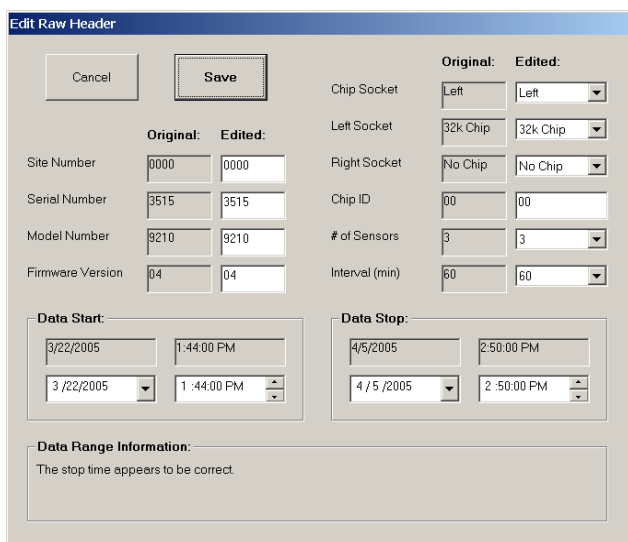 Edit Raw Header
Cancel
Save
Original: Edited:
Site Number 0000 0000
Serial Number 3515 3515
Model Number 9210 9210
Firmware Version 04 04
Original: Edited:
Chip Socket Left Left
Left Socket 32k Chip 32k Chip
Right Socket No Chip No Chip
Chip ID 00 00
# of Sensors 3 3
Interval (min) 60 60
Data Start:
3/22/2005 1:44:00 PM
3 /22/2005 1 :44:00 PM
Data Stop:
4/5/2005 2:50:00 PM
4 / 5 /2005 2 :50:00 PM
Data Range Information:
The stop time appears to be correct.